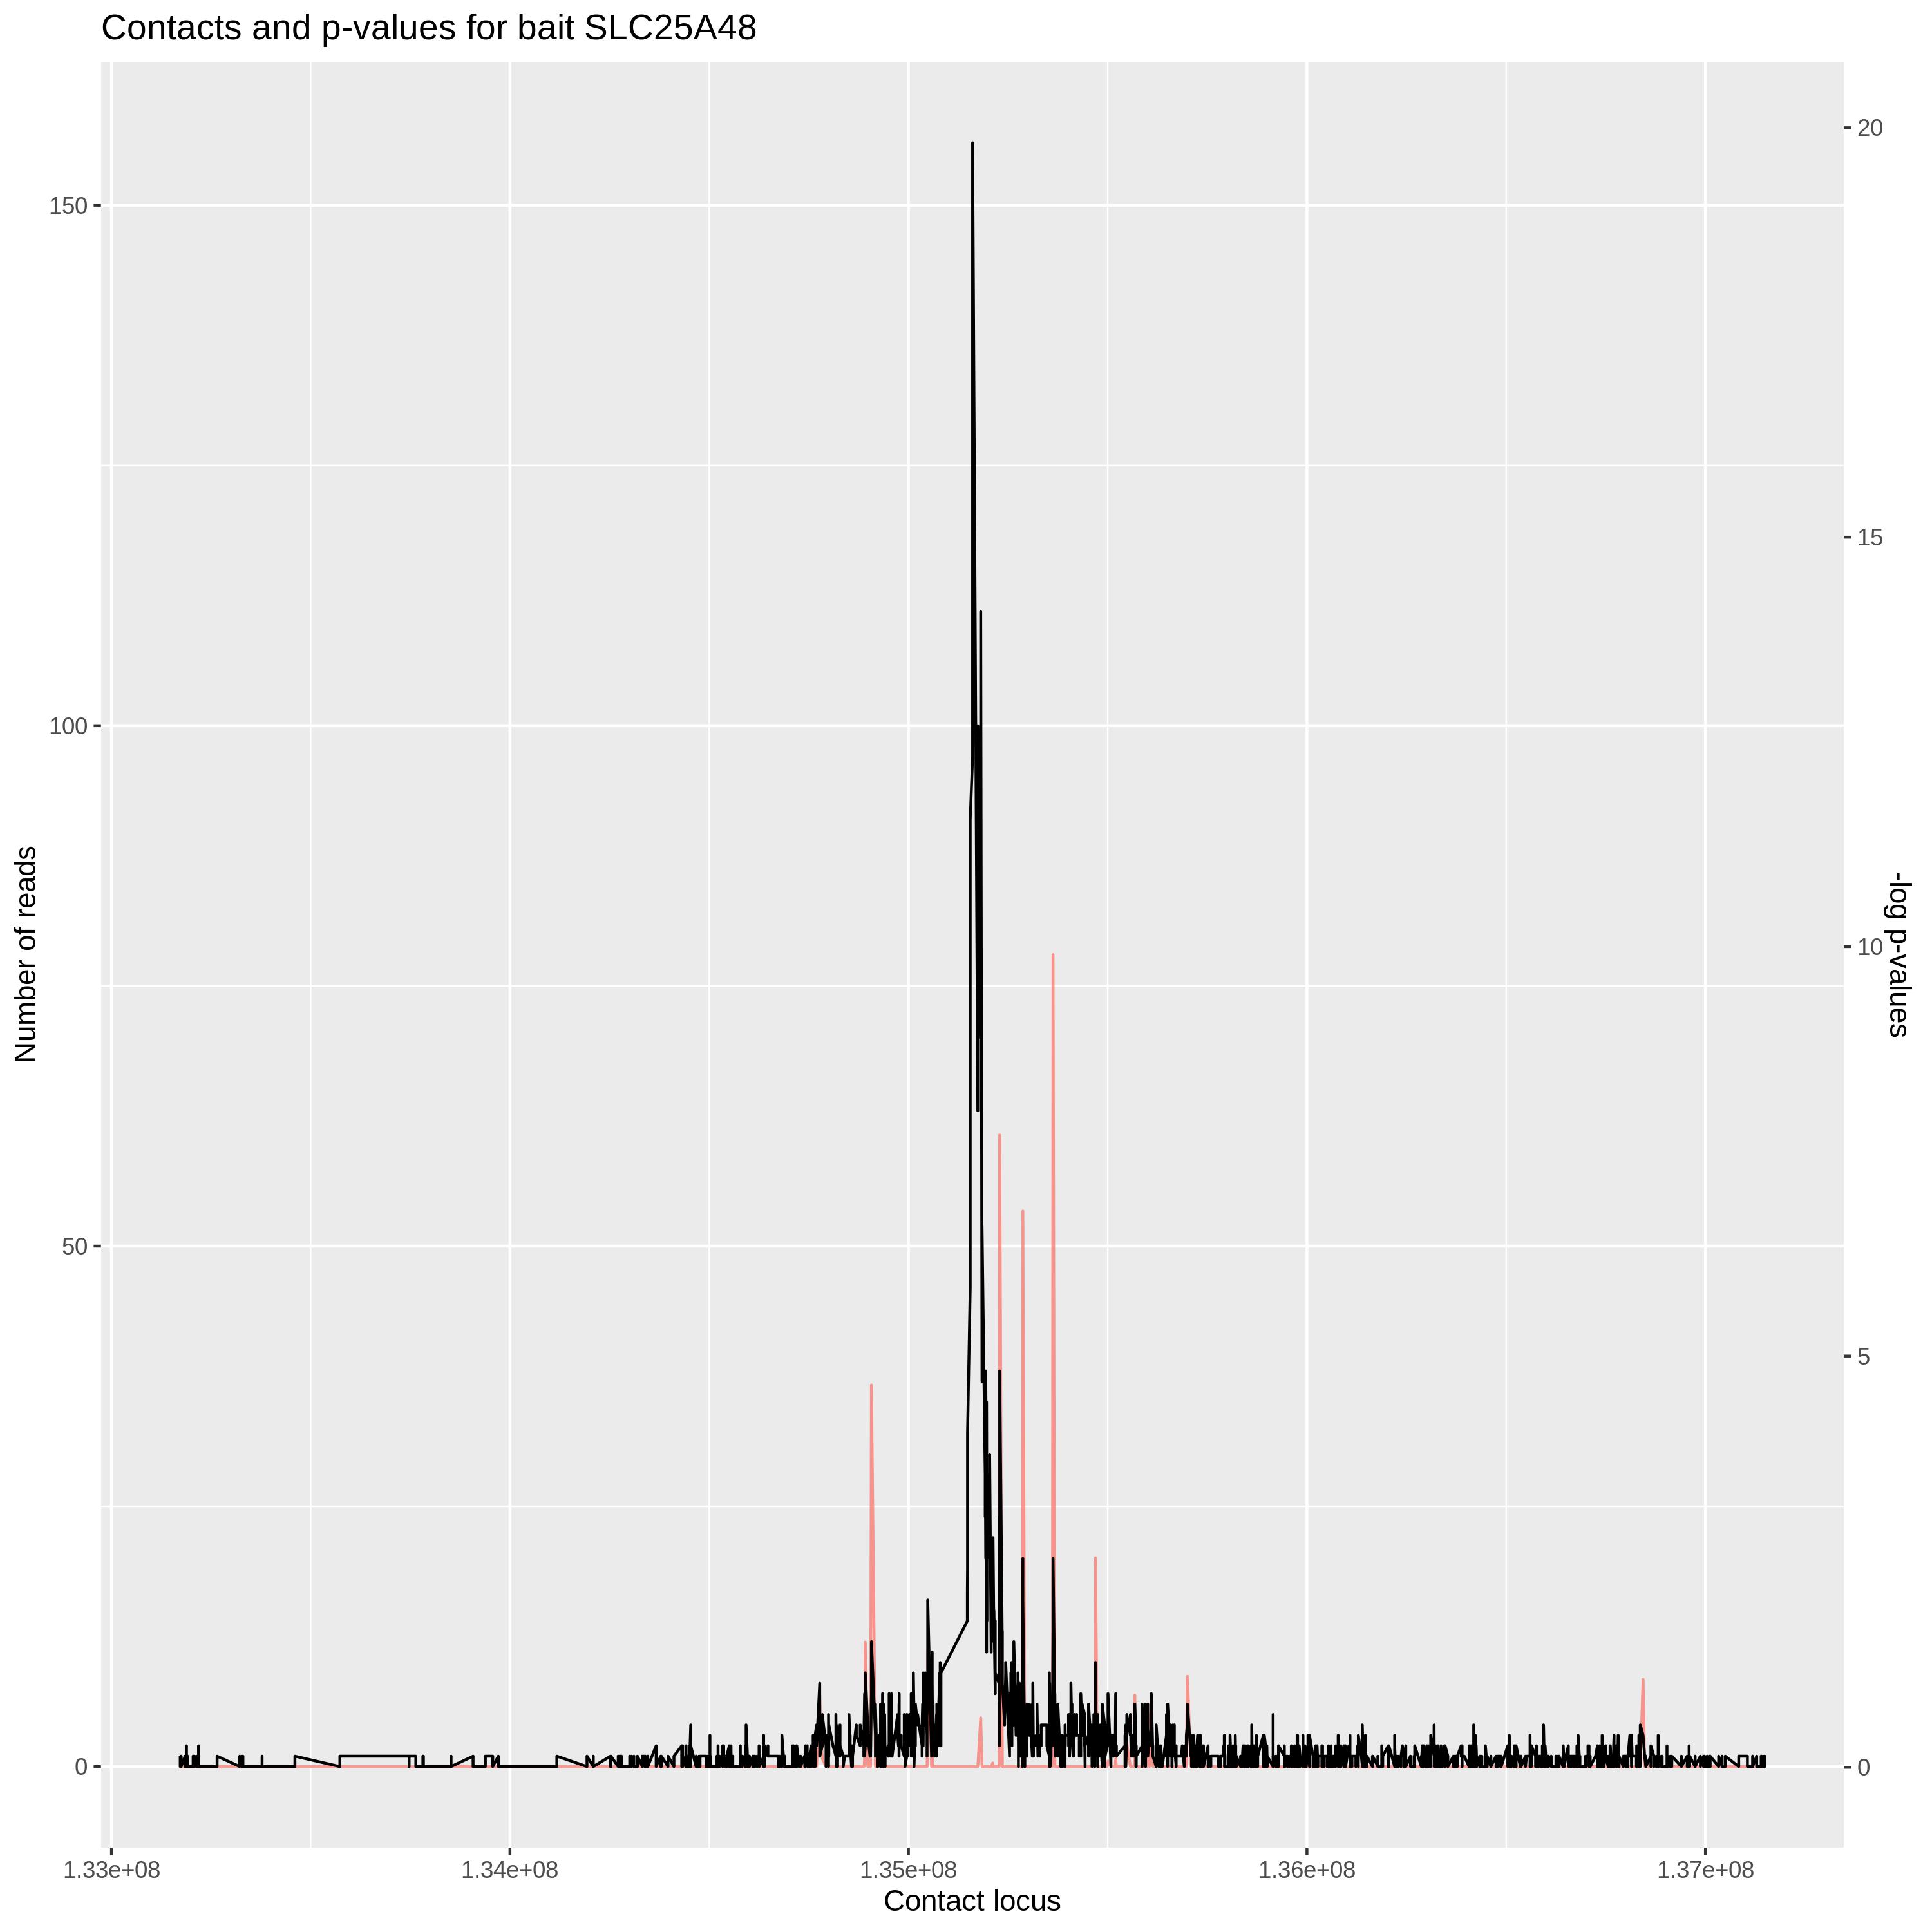 Contacts and p-values for bait SLC25A48
Number of reads
150
100
50
0
20
15
10
5
0
-log p-values
1.33e+08
1.34e+08
1.35e+08
1.36e+08
1.37e+08
Contact locus